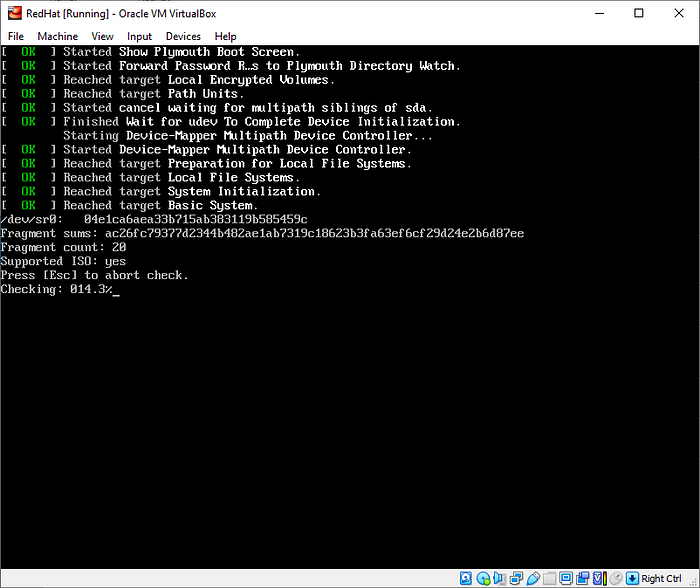 RedHat [Running] - Oracle VM VirtualBox
File Machine View Input Devices Help
[ OK ] Started Show Plymouth Boot Screen.
[ OK ] Started Forward Password R…s to Plymouth Directory Watch.
[ OK ] Reached target Local Encrypted Volumes.
[ OK ] Reached target Path Units.
[ OK ] Started cancel waiting for multipath siblings of sda.
[ OK ] Finished Wait for udev To Complete Device Initialization.
Starting Device-Mapper Multipath Device Controller...
[ OK ] Started Device-Mapper Multipath Device Controller.
[ OK ] Reached target Preparation for Local File Systems.
[ OK ] Reached target Local File Systems.
[ OK ] Reached target System Initialization.
[ OK ] Reached target Basic System.
/dev/sr0: 04e1ca6aea33b715ab383119b585459c
Fragment sums: ac26fc79377d2344b482ae1ab7319c18623b3fa63ef6cf29d24e2b6d87ee
Fragment count: 20
Supported ISO: yes
Press [Esc] to abort check.
Checking: 014.3%_
Right Ctrl